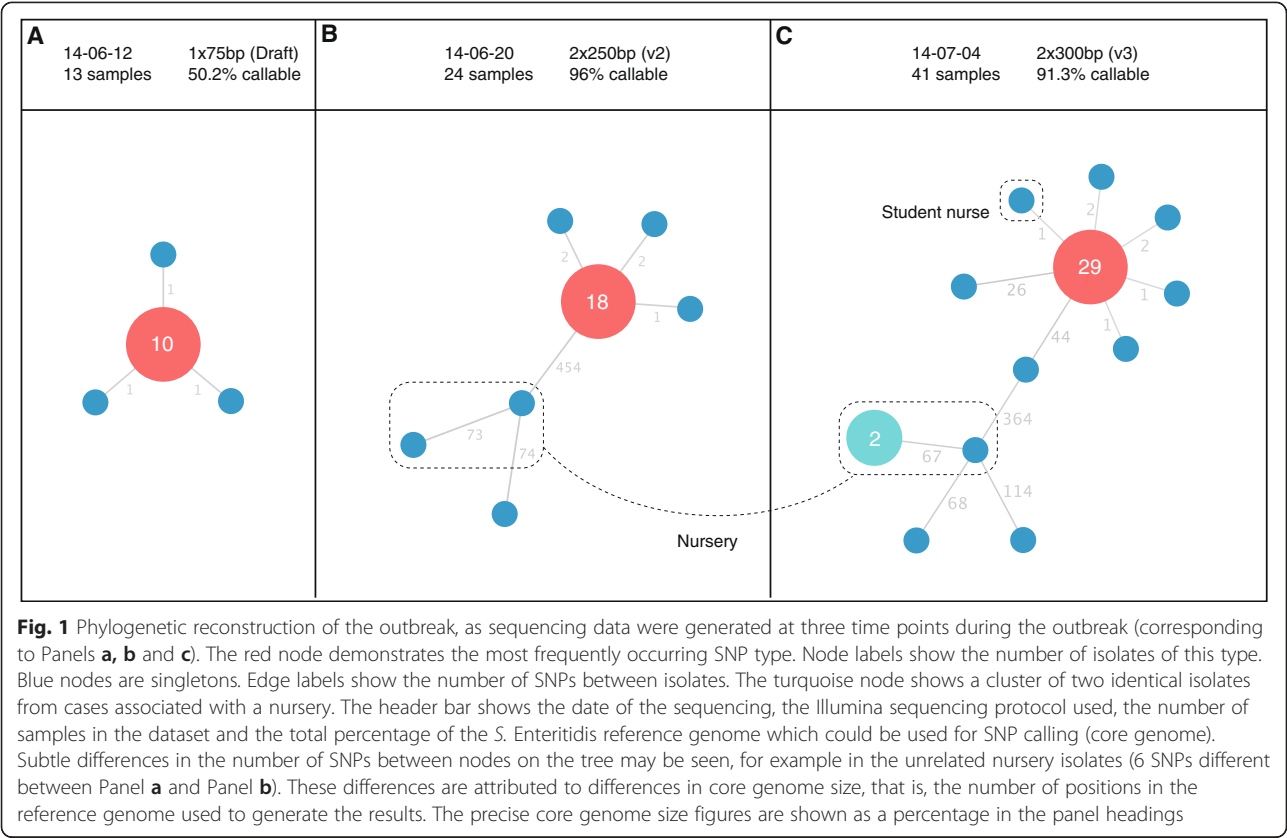 A
14-06-12 1x75bp (Draft)
13 samples 50.2% callable
1
10
1
1
B
14-06-20 2x250bp (v2)
24 samples 96% callable
2
2
18
1
454
73
74
Nursery
C
14-07-04 2x300bp (v3)
41 samples 91.3% callable
Student nurse
2
1
2
29
26
1
1
44
364
2
67
114
68
Fig. 1 Phylogenetic reconstruction of the outbreak, as sequencing data were generated at three time points during the outbreak (corresponding
to Panels a, b and c). The red node demonstrates the most frequently occurring SNP type. Node labels show the number of isolates of this type.
Blue nodes are singletons. Edge labels show the number of SNPs between isolates. The turquoise node shows a cluster of two identical isolates
from cases associated with a nursery. The header bar shows the date of the sequencing, the Illumina sequencing protocol used, the number of
samples in the dataset and the total percentage of the S. Enteritidis reference genome which could be used for SNP calling (core genome).
Subtle differences in the number of SNPs between nodes on the tree may be seen, for example in the unrelated nursery isolates (6 SNPs different
between Panel a and Panel b). These differences are attributed to differences in core genome size, that is, the number of positions in the
reference genome used to generate the results. The precise core genome size figures are shown as a percentage in the panel headings